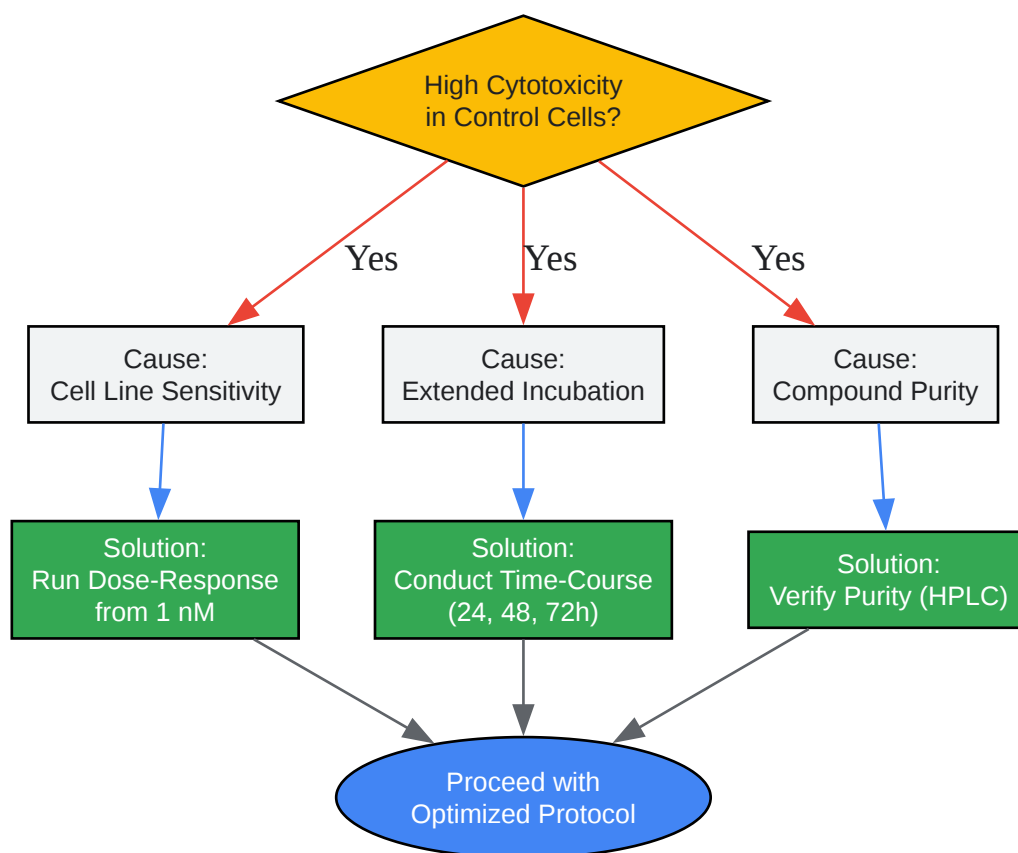 High Cytotoxicity
in Control Cells?
Yes
Yes
Yes
Cause:
Cell Line Sensitivity
Cause:
Extended Incubation
Cause:
Compound Purity
Solution:
Run Dose-Response
from 1 nM
Solution:
Conduct Time-Course
(24, 48, 72h)
Solution:
Verify Purity (HPLC)
Proceed with
Optimized Protocol